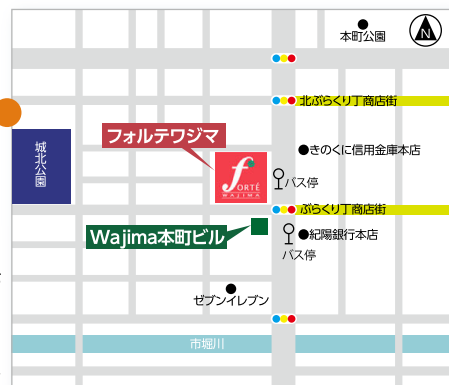 本町公園
N
北ぶらくり丁商店街
フォルテワジマ
きのくに信用金庫本店
城北公園
f
FORTÉ
WAJIMA
バス停
ぶらくり丁商店街
Wajima本町ビル
紀陽銀行本店
バス停
ゼブンイレブン
市堀川